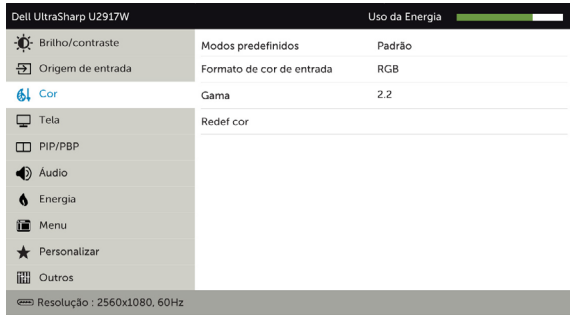 Dell UltraSharp U2917W Uso da Energia
Brilho/contraste
Origem de entrada
Cor
Tela
PIP/PBP
Áudio
Energia
Menu
Personalizar
Outros
Modos predefinidos Padrão
Formato de cor de entrada RGB
Gama 2.2
Redef cor
Resolução : 2560x1080, 60Hz